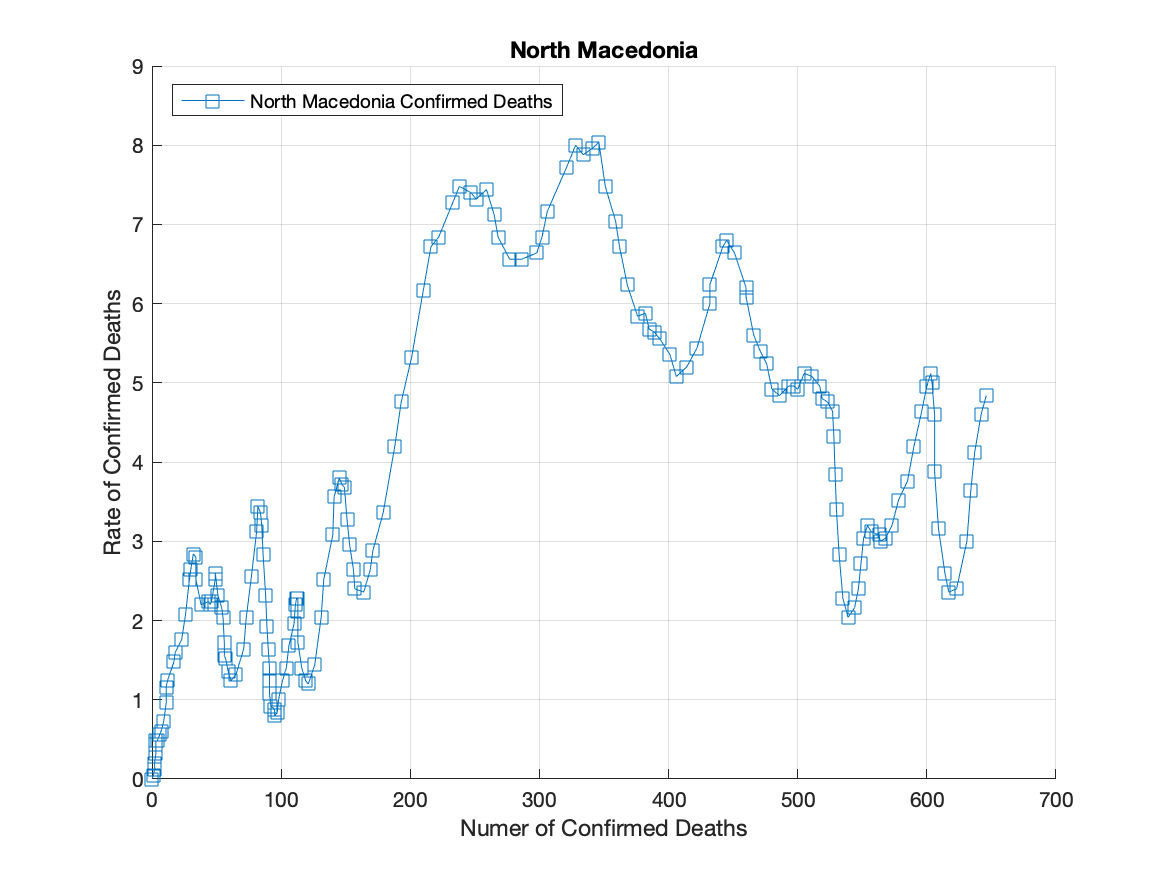 North Macedonia
North Macedonia Confirmed Deaths
Rate of Confirmed Deaths
9
8
7
6
5
4
3
2
1
0
0 100 200 300 400 500 600 700
Numer of Confirmed Deaths